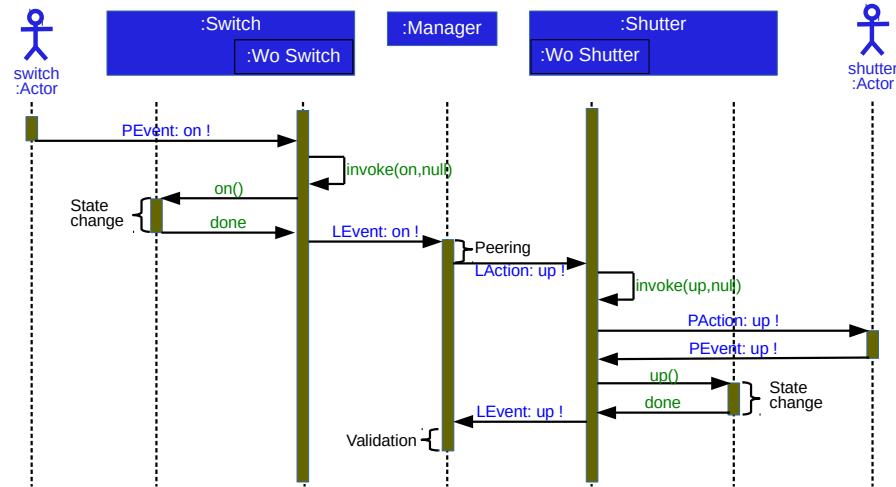 :Switch
:Manager
:Shutter
:Wo Switch
:Wo Shutter
switch
:Actor
shutter
:Actor
PEvent: on !
invoke(on,null)
on()
State
change
done
LEvent: on !
Peering
LAction: up !
invoke(up,null)
PAction: up !
PEvent: up !
up()
State
change
done
LEvent: up !
Validation